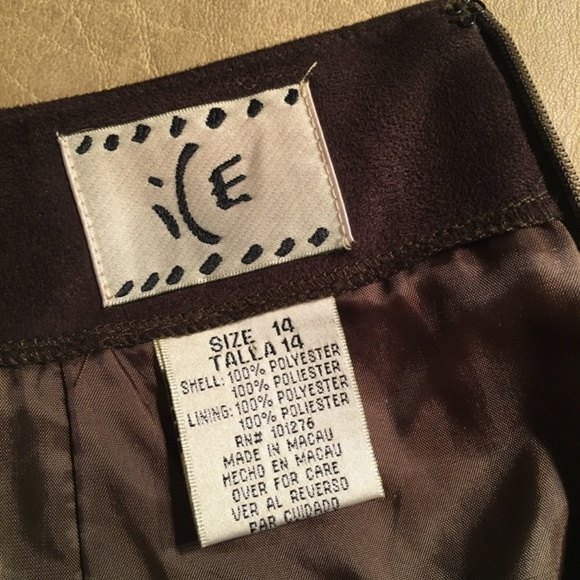 iCE
SIZE 14
TALLA 14
SHELL: 100% POLYESTER
100% POLIESTER
LINING: 100% POLYESTER
100% POLIESTER
RN# 101276
MADE IN MACAU
HECHO EN MACAU
OVER FOR CARE
VER AL REVERSO
PAR CUIDADO